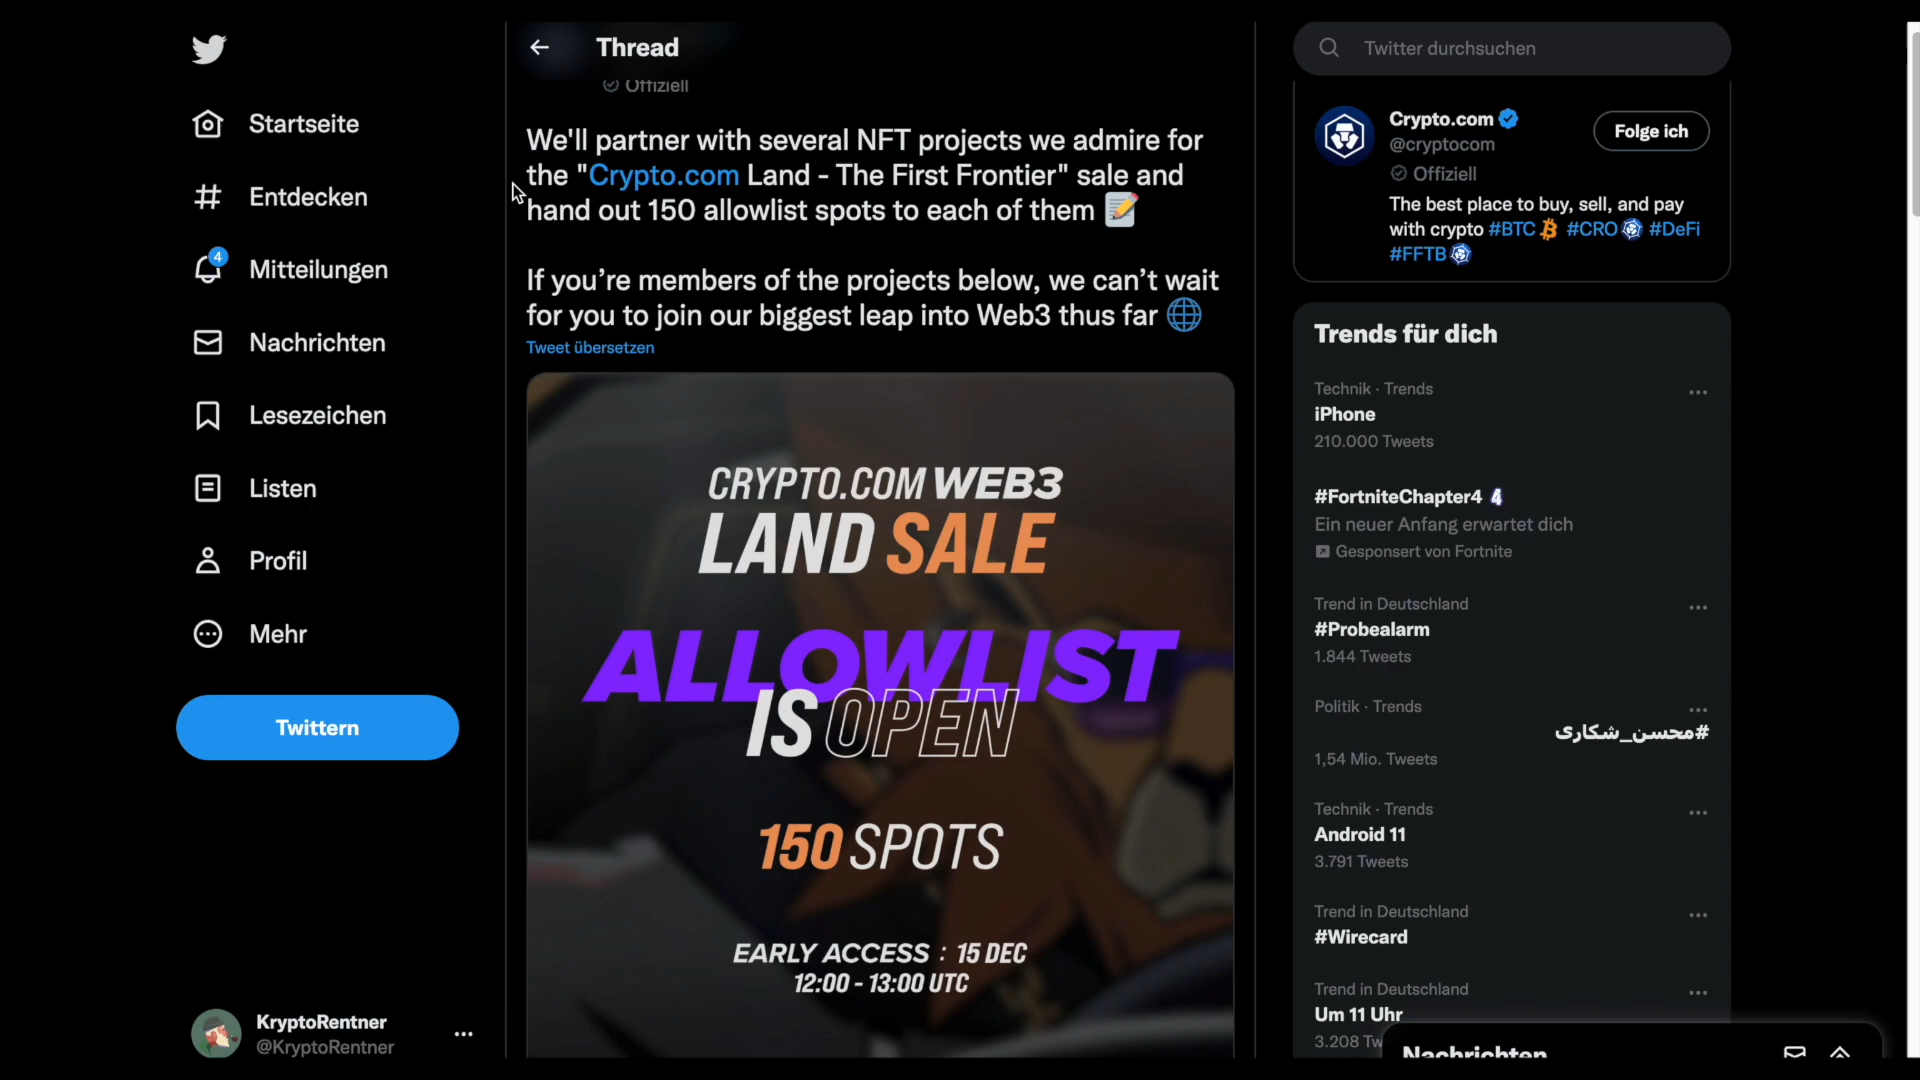 Startseite
Entdecken
4
Mitteilungen
Nachrichten
Lesezeichen
Listen
Profil
Mehr
Twittern
KryptoRentner
@KryptoRentner
Thread
Offiziell
We'll partner with several NFT projects we admire for
the "Crypto.com Land - The First Frontier" sale and
hand out 150 allowlist spots to each of them
If you’re members of the projects below, we can’t wait
for you to join our biggest leap into Web3 thus far
Tweet übersetzen
CRYPTO.COM WEB3
LAND SALE
ALLOWLIST
IS OPEN
150 SPOTS
EARLY ACCESS : 15 DEC
12:00 - 13:00 UTC
Twitter durchsuchen
Crypto.com
@cryptocom
Folge ich
Offiziell
The best place to buy, sell, and pay
with crypto #BTC #CRO #DeFi
#FFTB
Trends für dich
Technik · Trends
iPhone
210.000 Tweets
#FortniteChapter4
Ein neuer Anfang erwartet dich
Gesponsert von Fortnite
Trend in Deutschland
#Probealarm
1.844 Tweets
Politik · Trends
#محسن_شکاری
1,54 Mio. Tweets
Technik · Trends
Android 11
3.791 Tweets
Trend in Deutschland
#Wirecard
Trend in Deutschland
Um 11 Uhr
3.208 Tw
Nachrichten